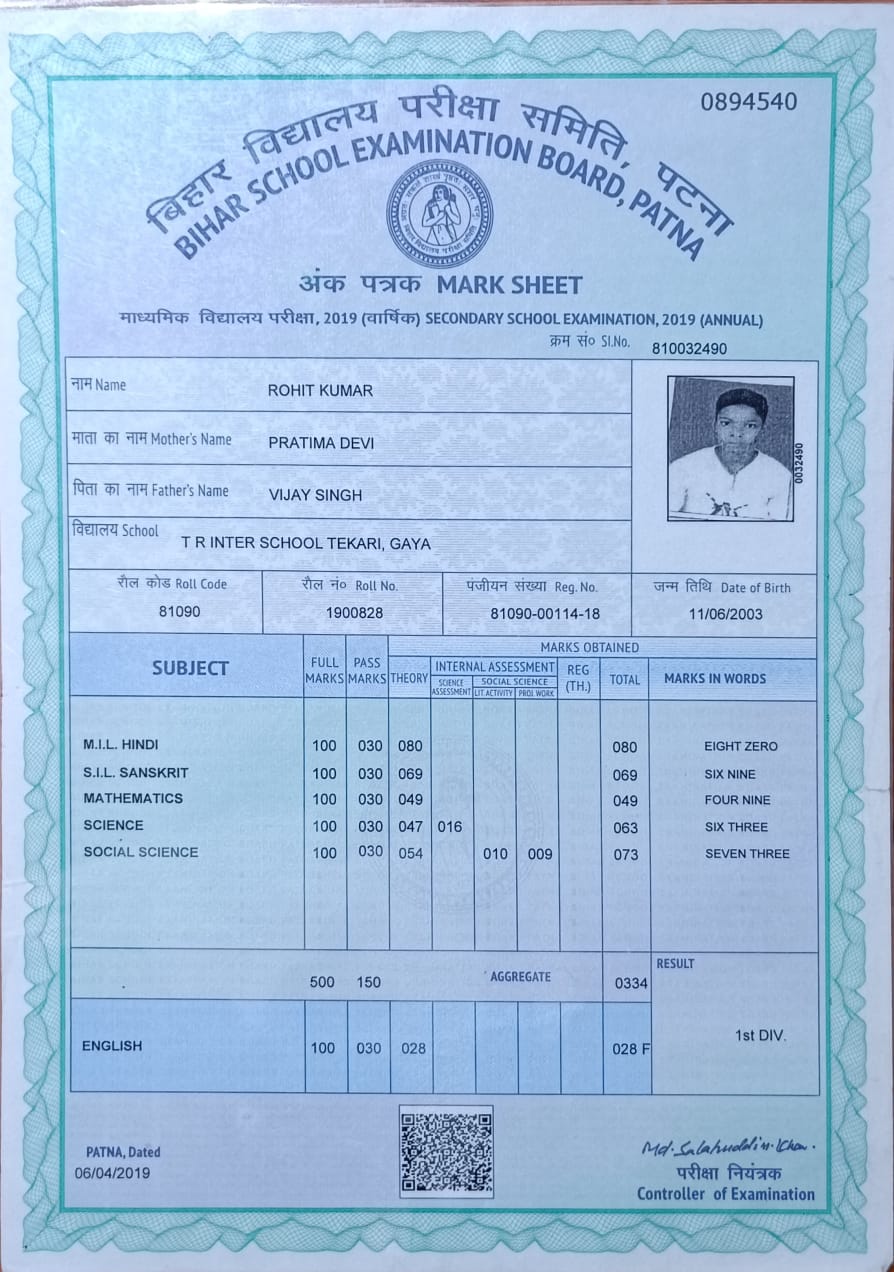 0894540
बिहार विद्यालय परीक्षा समिति, पटना
BIHAR SCHOOL EXAMINATION BOARD, PATNA
अंक पत्रक MARK SHEET
माध्यमिक विद्यालय परीक्षा, 2019 (वार्षिक) SECONDARY SCHOOL EXAMINATION, 2019 (ANNUAL)
क्रम सं० Sl.No. 810032490
नाम Name ROHIT KUMAR
माता का नाम Mother's Name PRATIMA DEVI
पिता का नाम Father's Name VIJAY SINGH
विद्यालय School T R INTER SCHOOL TEKARI, GAYA
0032490
रौल कोड Roll Code रौल नं० Roll No. पंजीयन संख्या Reg. No. जन्म तिथि Date of Birth
81090 1900828 81090-00114-18 11/06/2003
SUBJECT FULL MARKS PASS MARKS MARKS OBTAINED
THEORY INTERNAL ASSESSMENT REG (TH.) TOTAL MARKS IN WORDS
SCIENCE ASSESSMENT SOCIAL SCIENCE
LIT.ACTIVITY PROJ.WORK
M.I.L. HINDI 100 030 080 080 EIGHT ZERO
S.I.L. SANSKRIT 100 030 069 069 SIX NINE
MATHEMATICS 100 030 049 049 FOUR NINE
SCIENCE 100 030 047 016 063 SIX THREE
SOCIAL SCIENCE 100 030 054 010 009 073 SEVEN THREE
500 150 AGGREGATE 0334 RESULT
1st DIV.
ENGLISH 100 030 028 028 F
PATNA, Dated
06/04/2019
Md. Salahuddin Khan.
परीक्षा नियंत्रक
Controller of Examination